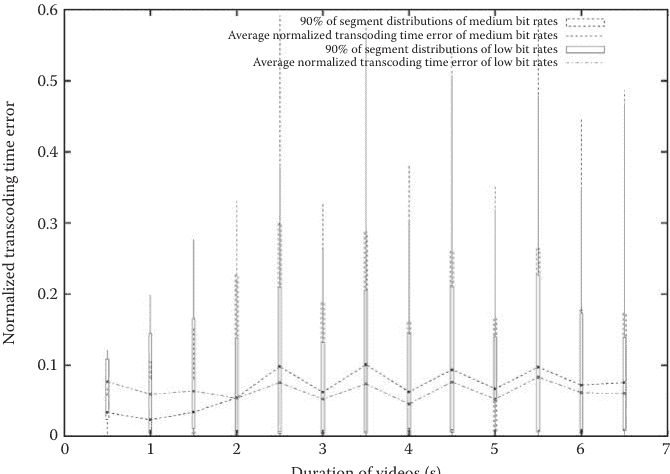 0.6
90% of segment distributions of medium bit rates
Average normalized transcoding time error of medium bit rates
90% of segment distributions of low bit rates
Average normalized transcoding time error of low bit rates
0.5
0.4
0.3
0.2
0.1
0
Normalized transcoding time error
0 1 2 3 4 5 6 7
Duration of videos (s)